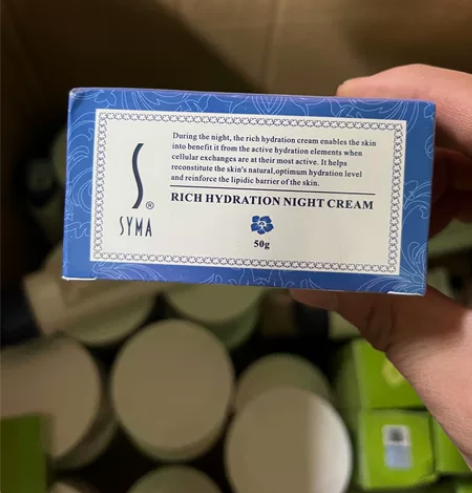 During the night, the rich hydration cream enables the skin
into benefit it from the active hydration elements when
cellular exchanges are at their most active. It helps
reconstitute the skin's natural,optimum hydration level
and reinforce the lipidic barrier of the skin.
RICH HYDRATION NIGHT CREAM
S®
SYMA
50g